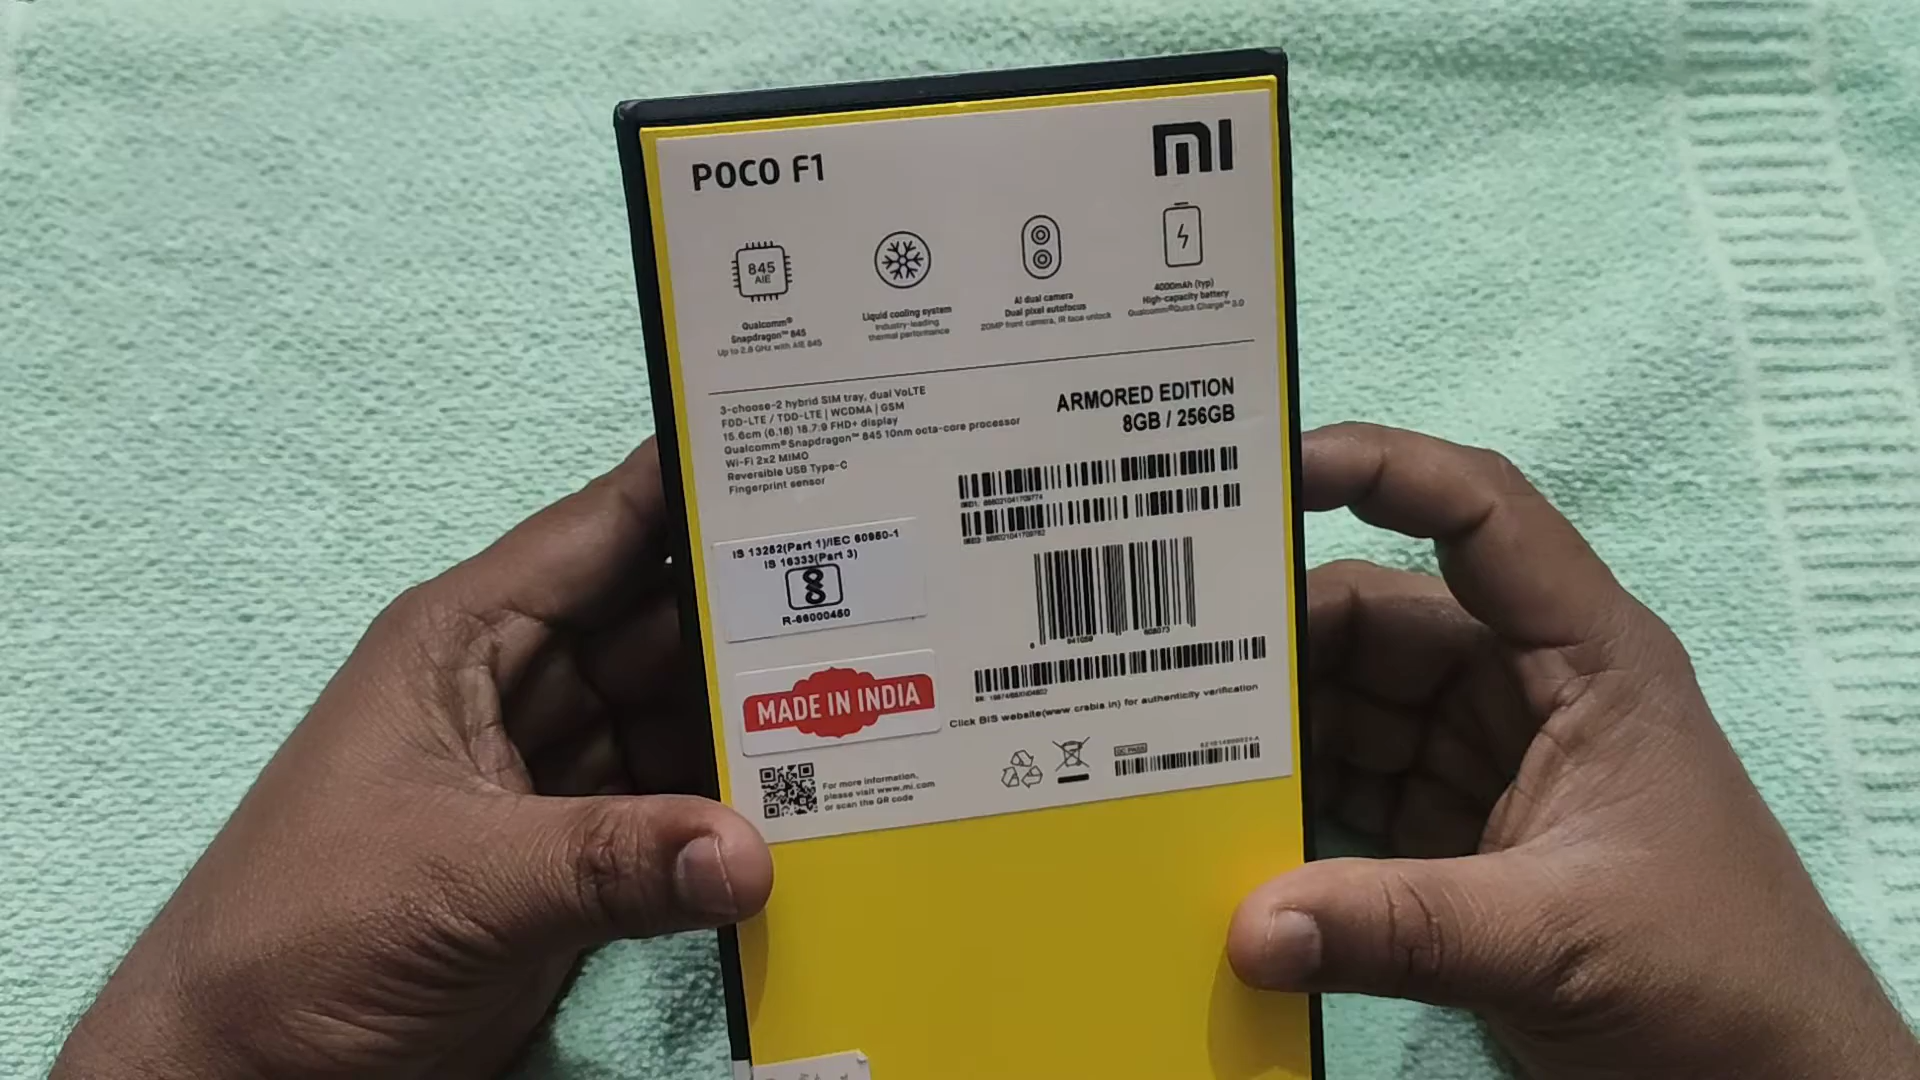 POCO F1
MI
845
AIE
Qualcomm®
Snapdragon™ 845
Up to 2.8 GHz with AIE 845
Liquid cooling system
Industry-leading
thermal performance
AI dual camera
Dual pixel autofocus
20MP front camera, IR face unlock
4000mAh (typ)
High-capacity battery
Qualcomm® Quick Charge™ 3.0
3-choose-2 hybrid SIM tray, dual VoLTE
FDD-LTE / TDD-LTE | WCDMA | GSM
15.6cm (6.18) 18.7:9 FHD+ display
Qualcomm® Snapdragon™ 845 10nm octa-core processor
Wi-Fi 2x2 MIMO
Reversible USB Type-C
Fingerprint sensor
ARMORED EDITION
8GB / 256GB
IS 13252(Part 1)/IEC 60950-1
IS 16333(Part 3)
R-66000450
MADE IN INDIA
Click BIS website(www.crsbis.in) for authenticity verification
For more information,
please visit www.mi.com
or scan the QR code
QC PASS